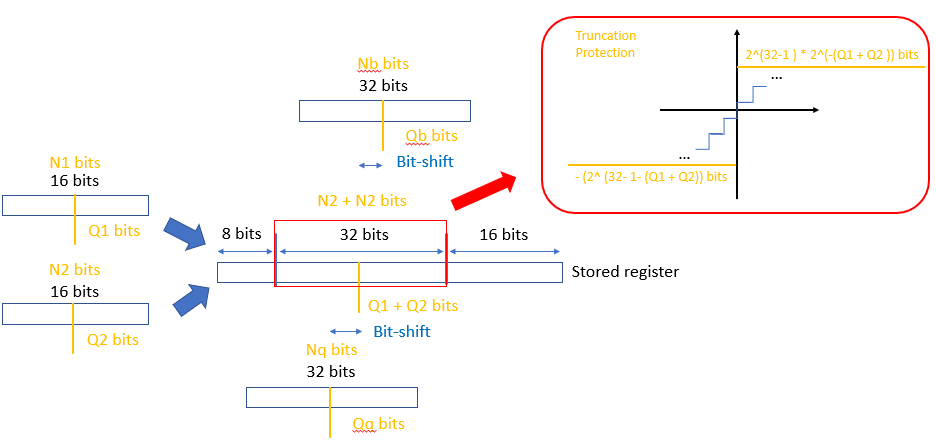 Truncation
Protection
2^(32-1 ) * 2^(-(Q1 + Q2 )) bits
...
...
- (2^ (32- 1- (Q1 + Q2)) bits
Nb bits
32 bits
Qb bits
Bit-shift
N1 bits
16 bits
Q1 bits
N2 + N2 bits
8 bits
32 bits
16 bits
Stored register
N2 bits
16 bits
Q2 bits
Q1 + Q2 bits
Bit-shift
Nq bits
32 bits
Qq bits